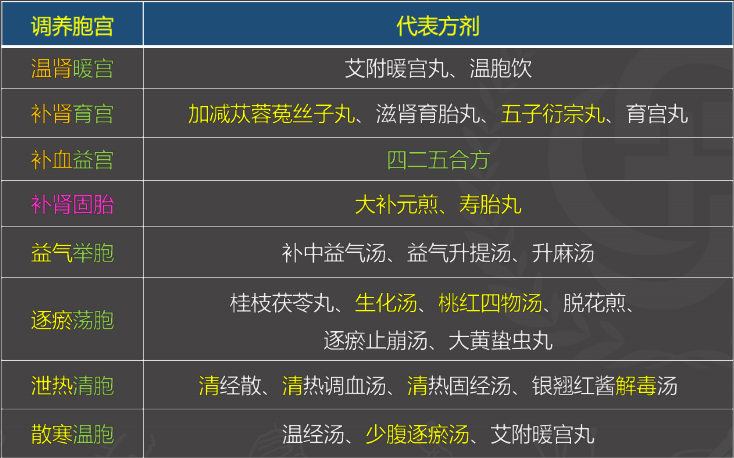 调养胞宫 代表方剂
温肾暖宫 艾附暖宫丸、温胞饮
补肾育宫 加减苁蓉菟丝子丸、滋肾育胎丸、五子衍宗丸、育宫丸
补血益宫 四二五合方
补肾固胎 大补元煎、寿胎丸
益气举胞 补中益气汤、益气升提汤、升麻汤
逐瘀荡胞 桂枝茯苓丸、生化汤、桃红四物汤、脱花煎、
逐瘀止崩汤、大黄蛰虫丸
泄热清胞 清经散、清热调血汤、清热固经汤、银翘红酱解毒汤
散寒温胞 温经汤、少腹逐瘀汤、艾附暖宫丸